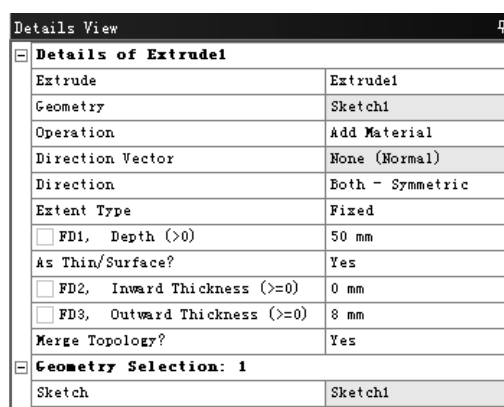 Details View
Details of Extrude1
Extrude Extrude1
Geometry Sketch1
Operation Add Material
Direction Vector None (Normal)
Direction Both - Symmetric
Extent Type Fixed
FD1, Depth (>0) 50 mm
As Thin/Surface? Yes
FD2, Inward Thickness (>=0) 0 mm
FD3, Outward Thickness (>=0) 8 mm
Merge Topology? Yes
Geometry Selection: 1
Sketch Sketch1